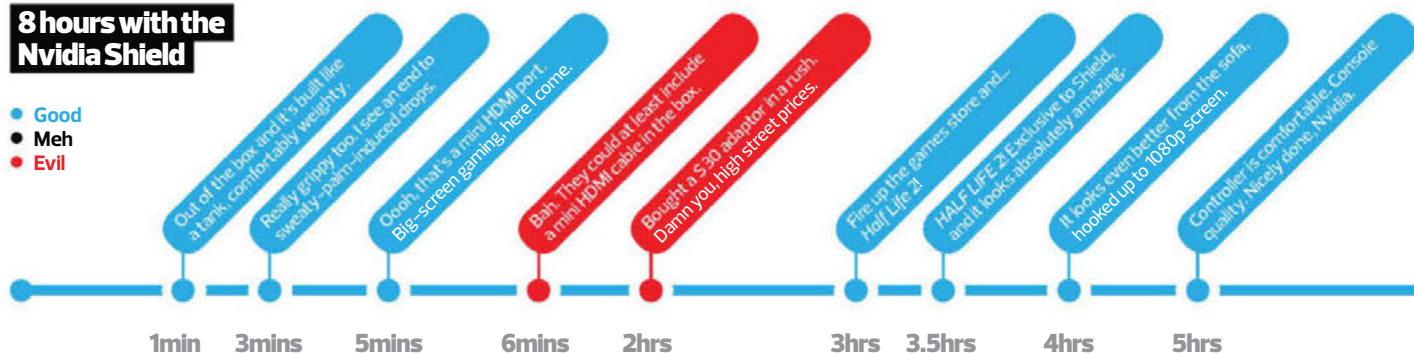 8 hours with the
Nvidia Shield
Good
Meh
Evil
Out of the box and it's built like
a tank, comfortably weighty.
Really grippy too. I see an end to
sweaty-palm-induced drops.
Oooh, that's a mini HDMI port.
Big-screen gaming, here I come.
Bah. They could at least include
a mini HDMI cable in the box.
Bought a $30 adaptor in a rush.
Damn you, high street prices.
Fire up the games store and...
Half Life 2!
HALF LIFE 2! Exclusive to Shield,
and it looks absolutely amazing.
It looks even better from the sofa,
hooked up to 1080p screen.
Controller is comfortable. Console
quality. Nicely done, Nvidia.
1min
3mins
5mins
6mins
2hrs
3hrs
3.5hrs
4hrs
5hrs